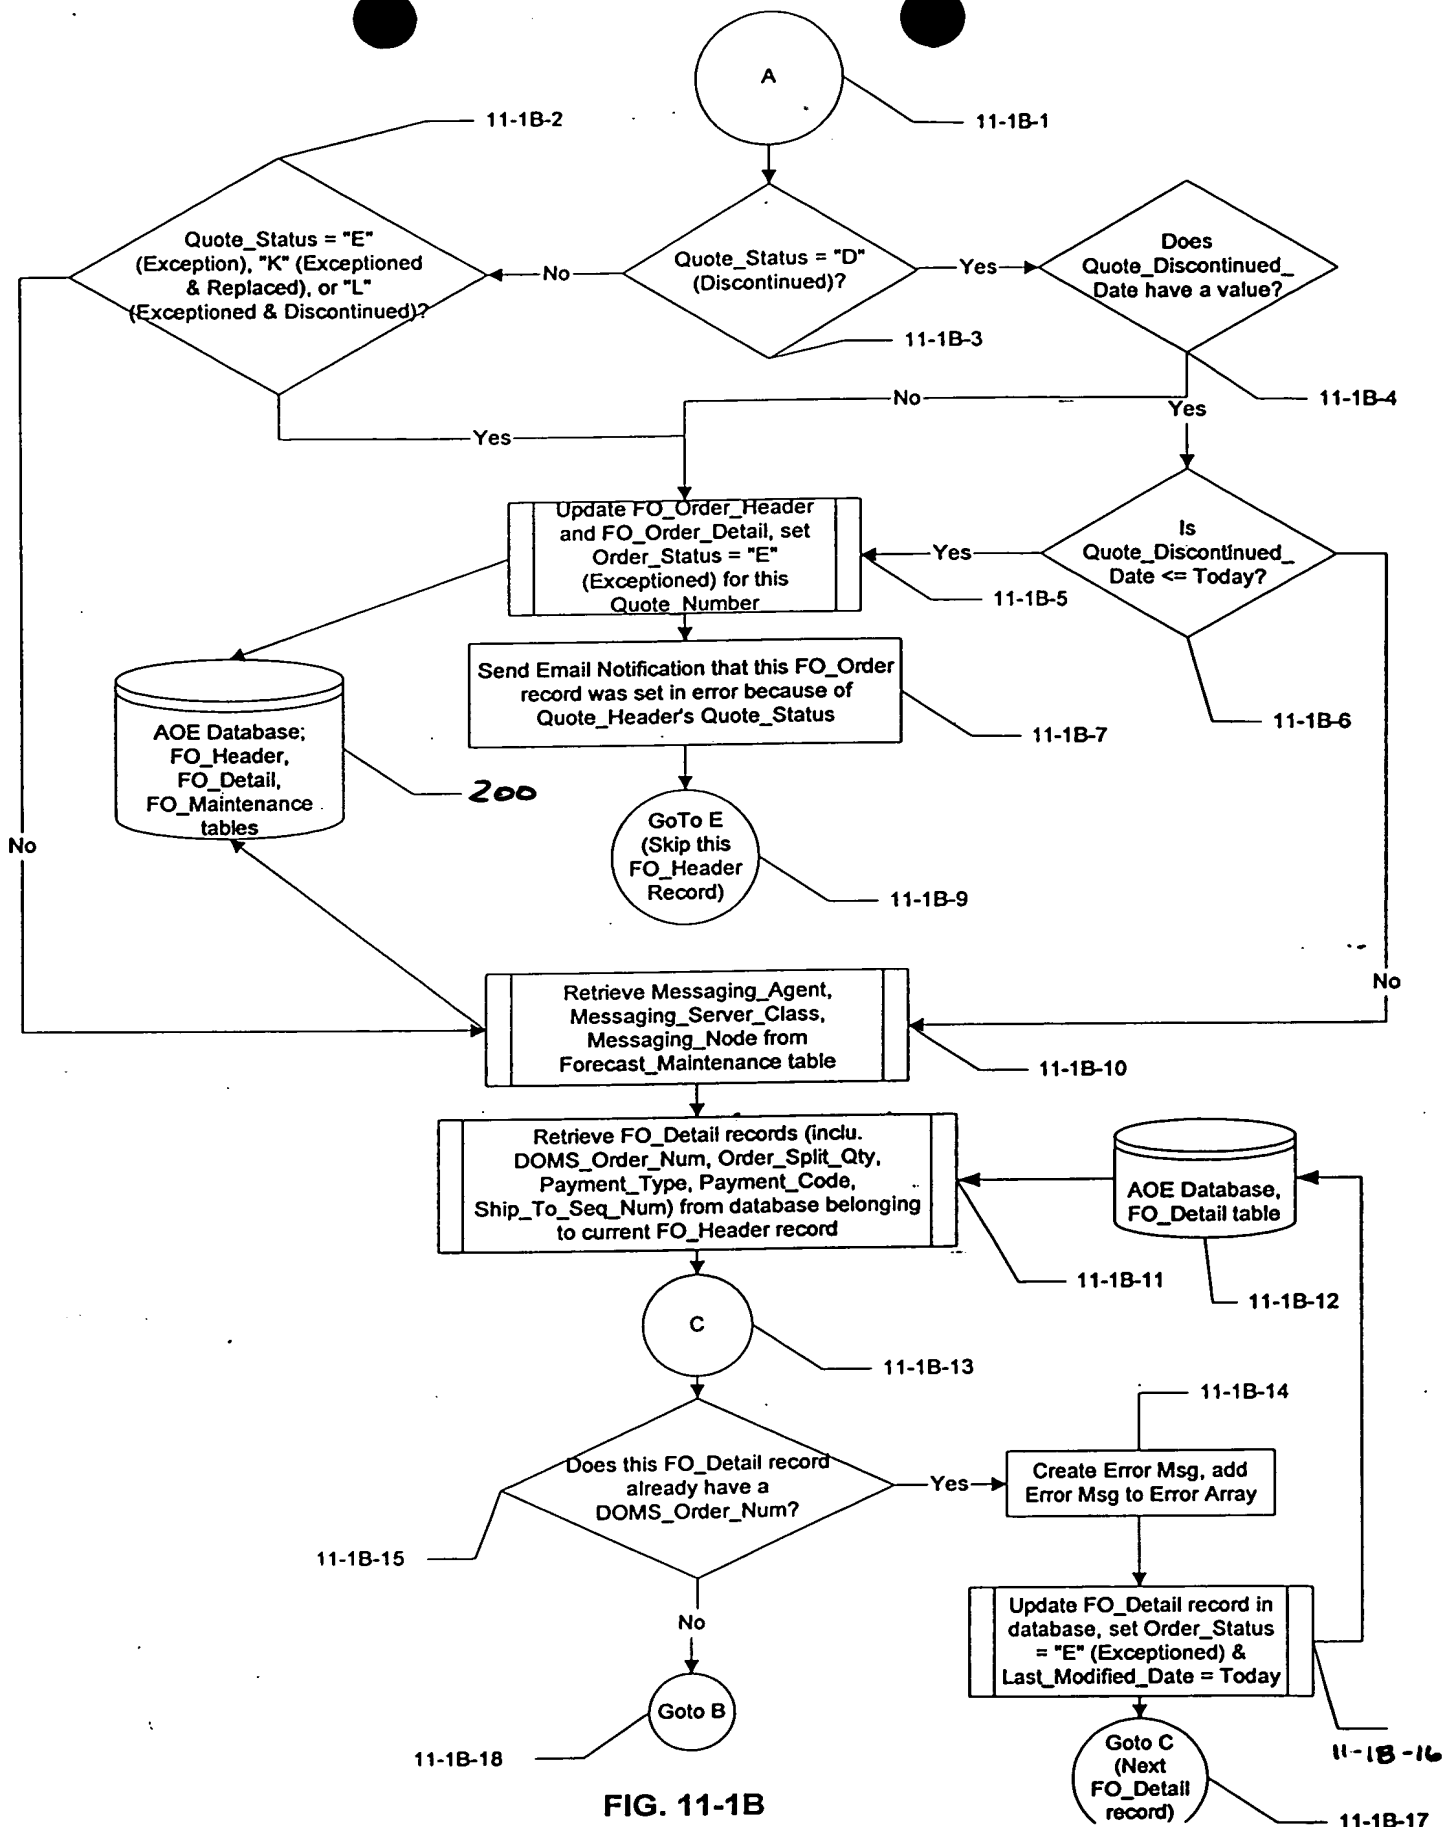 A
11-1B-1
11-1B-2
Quote_Status = "E"
(Exception), "K" (Exceptioned
& Replaced), or "L"
(Exceptioned & Discontinued)?
No
Quote_Status = "D"
(Discontinued)?
Yes
Does
Quote_Discontinued_
Date have a value?
11-1B-3
11-1B-4
No
Yes
Yes
Update FO_Order_Header
and FO_Order_Detail, set
Order_Status = "E"
(Exceptioned) for this
Quote_Number
Yes
Is
Quote_Discontinued_
Date <= Today?
11-1B-5
11-1B-6
Send Email Notification that this FO_Order
record was set in error because of
Quote_Header's Quote_Status
11-1B-7
AOE Database;
FO_Header,
FO_Detail,
FO_Maintenance
tables
200
No
GoTo E
(Skip this
FO_Header
Record)
11-1B-9
No
Retrieve Messaging_Agent,
Messaging_Server_Class,
Messaging_Node from
Forecast_Maintenance table
11-1B-10
Retrieve FO_Detail records (inclu.
DOMS_Order_Num, Order_Split_Qty,
Payment_Type, Payment_Code,
Ship_To_Seq_Num) from database belonging
to current FO_Header record
AOE Database,
FO_Detail table
11-1B-11
11-1B-12
C
11-1B-13
11-1B-14
Does this FO_Detail record
already have a
DOMS_Order_Num?
Yes
Create Error Msg, add
Error Msg to Error Array
11-1B-15
No
Update FO_Detail record in
database, set Order_Status
= "E" (Exceptioned) &
Last_Modified_Date = Today
Goto B
11-1B-18
11-1B-16
Goto C
(Next
FO_Detail
record)
11-1B-17
FIG. 11-1B